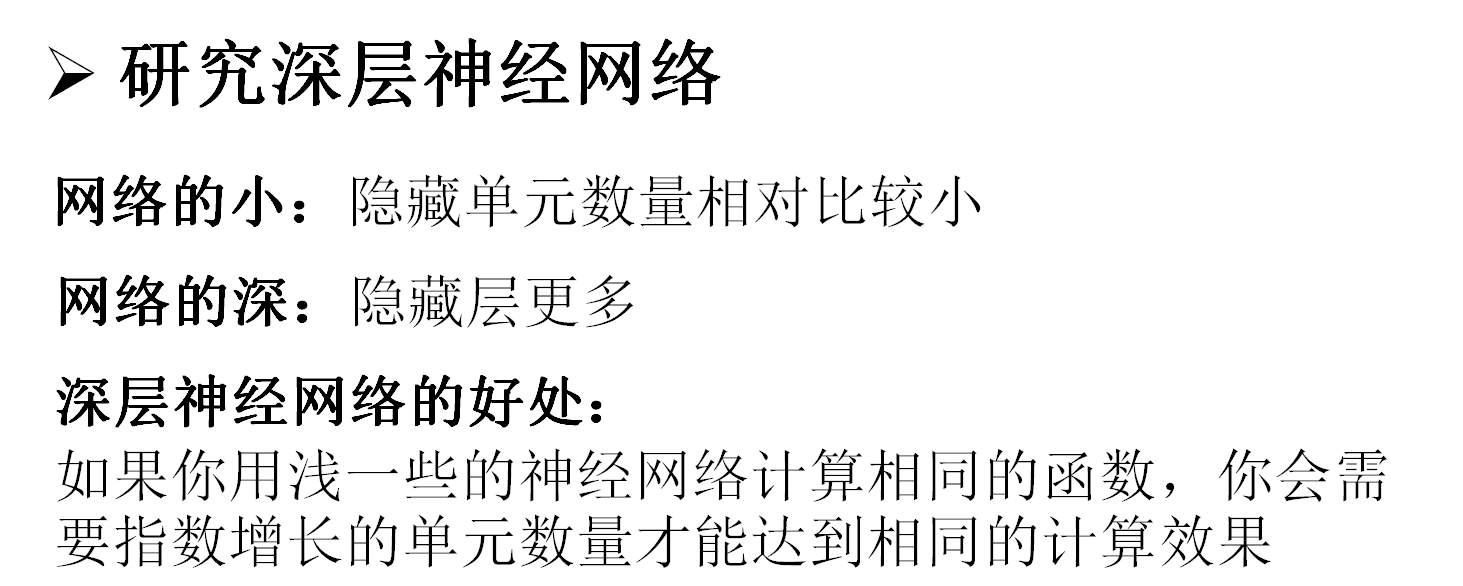 研究深层神经网络
网络的小：隐藏单元数量相对比较小
网络的深：隐藏层更多
深层神经网络的好处：
如果你用浅一些的神经网络计算相同的函数，你会需
要指数增长的单元数量才能达到相同的计算效果